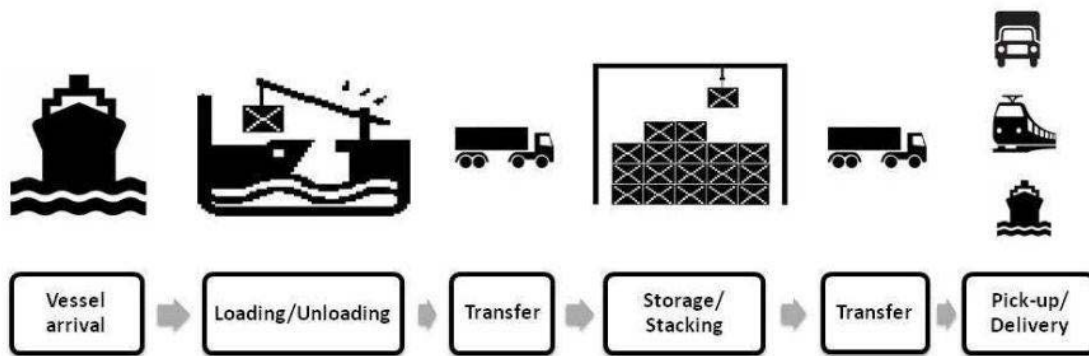 Vessel
arrival
Loading/Unloading
Transfer
Storage/
Stacking
Transfer
Pick-up/
Delivery